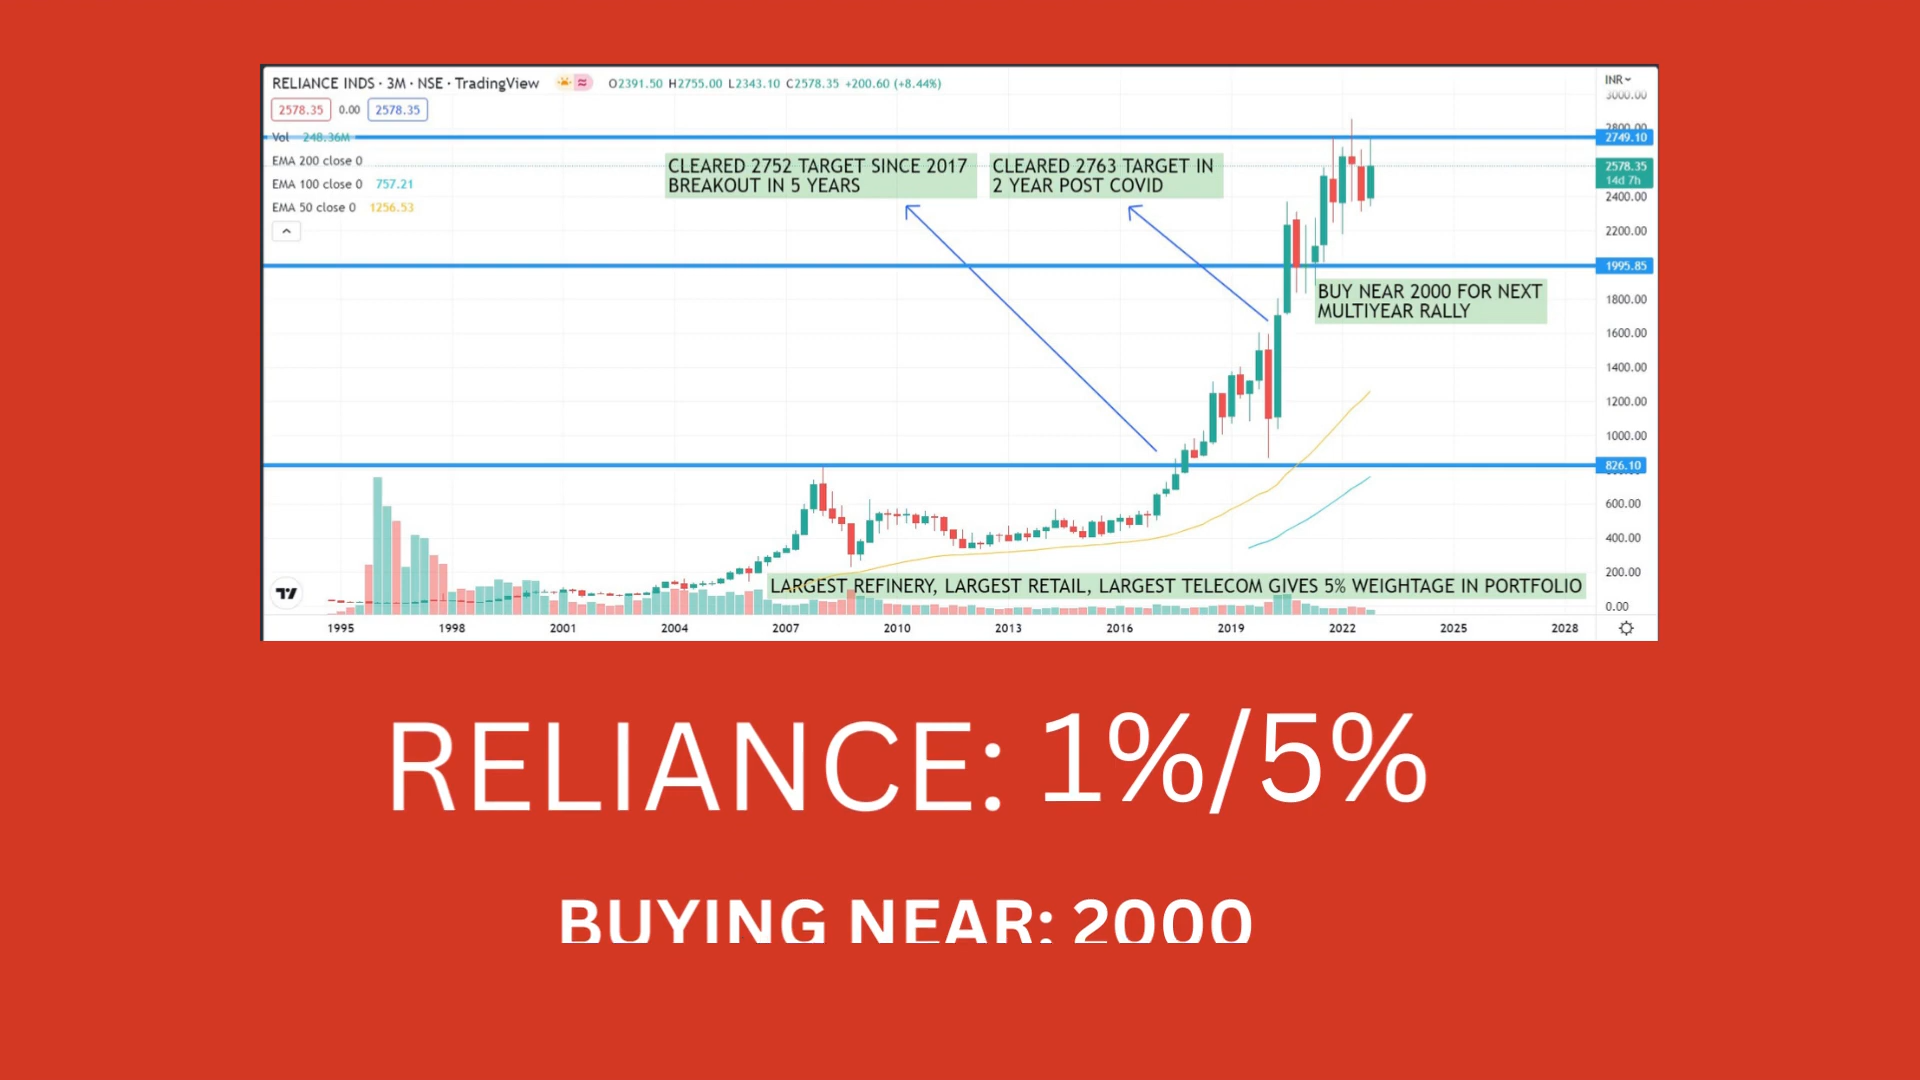 RELIANCE INDS · 3M · NSE · TradingView
O2391.50 H2755.00 L2343.10 C2578.35 +200.60 (+8.44%)
INR
3000.00
2578.35 0.00 2578.35
2800.00
Vol 248.36M
2749.10
EMA 200 close 0
CLEARED 2752 TARGET SINCE 2017
BREAKOUT IN 5 YEARS
CLEARED 2763 TARGET IN
2 YEAR POST COVID
2578.35
14d 7h
EMA 100 close 0 757.21
2400.00
EMA 50 close 0 1256.53
2200.00
1995.85
BUY NEAR 2000 FOR NEXT
MULTIYEAR RALLY
1800.00
1600.00
1400.00
1200.00
1000.00
826.10
600.00
400.00
200.00
LARGEST REFINERY, LARGEST RETAIL, LARGEST TELECOM GIVES 5% WEIGHTAGE IN PORTFOLIO
0.00
1995 1998 2001 2004 2007 2010 2013 2016 2019 2022 2025 2028
RELIANCE: 1%/5%
BUYING NEAR: 2000